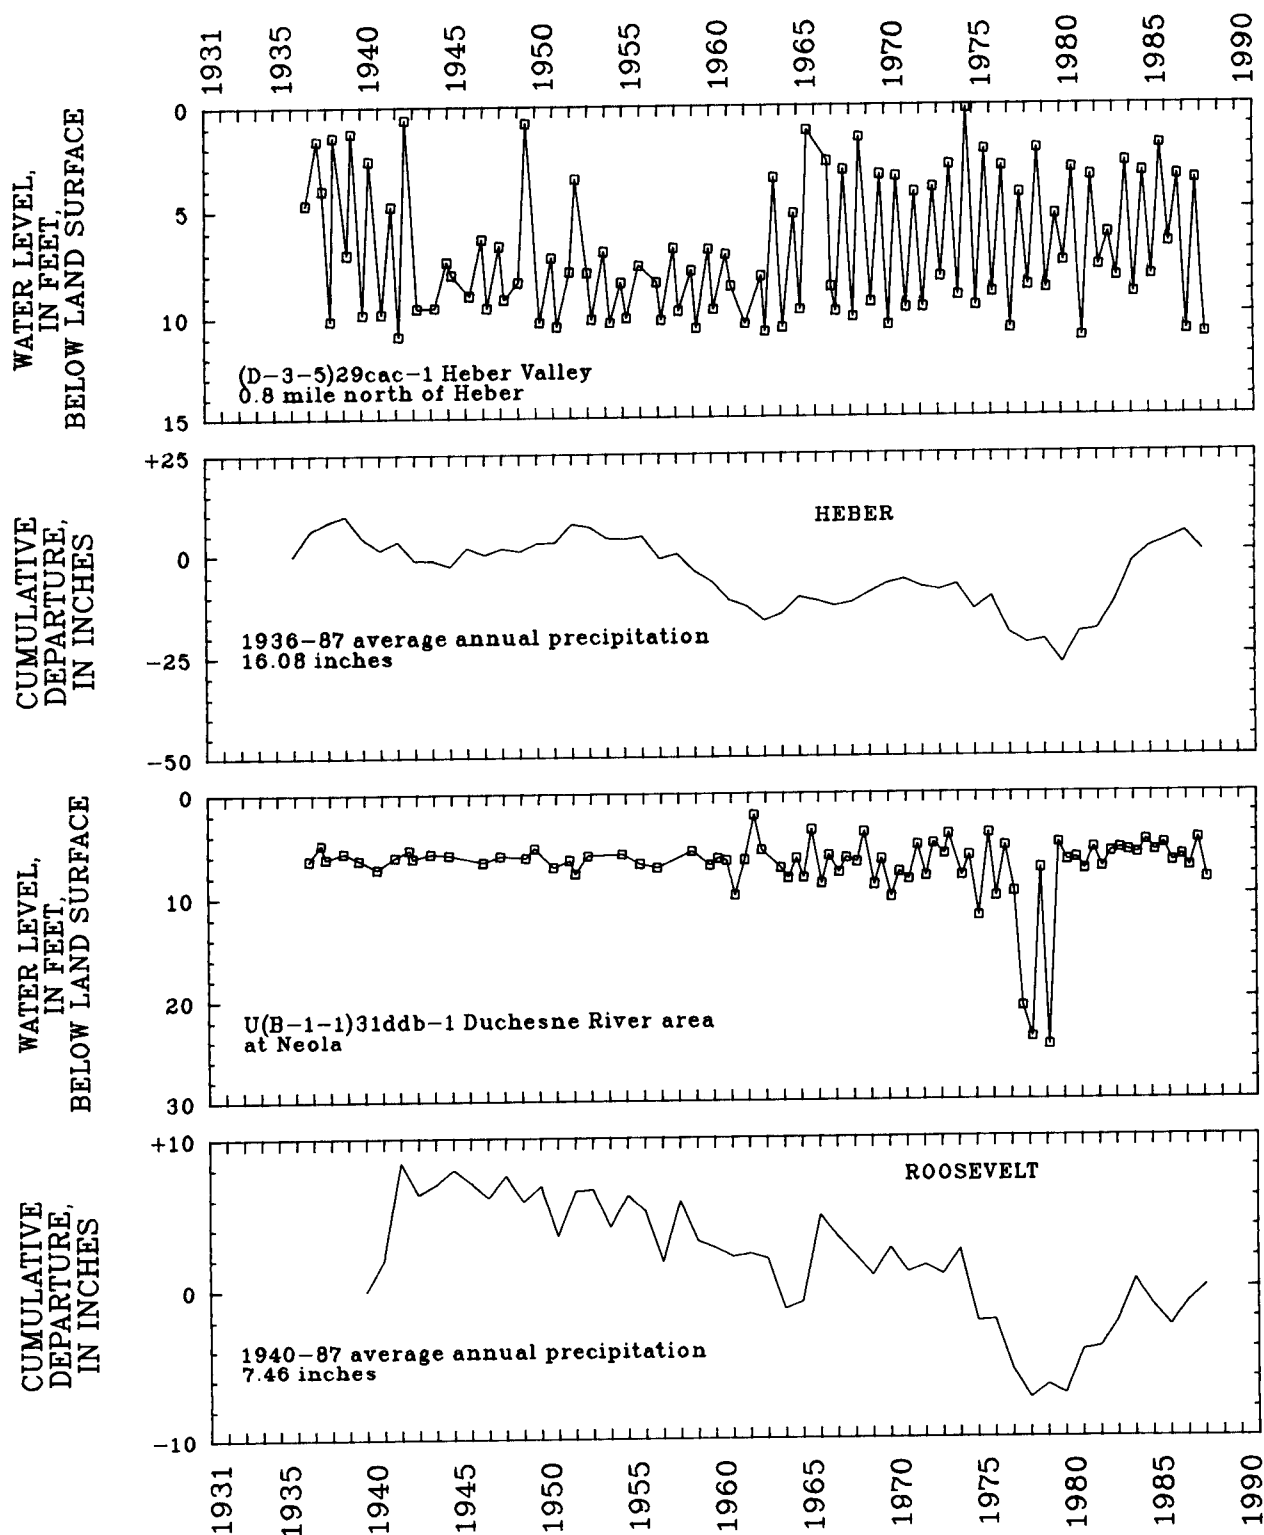 1931 1935 1940 1945 1950 1955 1960 1965 1970 1975 1980 1985 1990
WATER LEVEL,
IN FEET,
BELOW LAND SURFACE
0
5
10
15
(D-3-5)29cac-1 Heber Valley
0.8 mile north of Heber
CUMULATIVE
DEPARTURE,
IN INCHES
+25
0
-25
-50
HEBER
1936-87 average annual precipitation
16.08 inches
WATER LEVEL,
IN FEET,
BELOW LAND SURFACE
0
10
20
30
U(B-1-1)31ddb-1 Duchesne River area
at Neola
CUMULATIVE
DEPARTURE,
IN INCHES
+10
0
-10
ROOSEVELT
1940-87 average annual precipitation
7.46 inches
1931 1935 1940 1945 1950 1955 1960 1965 1970 1975 1980 1985 1990